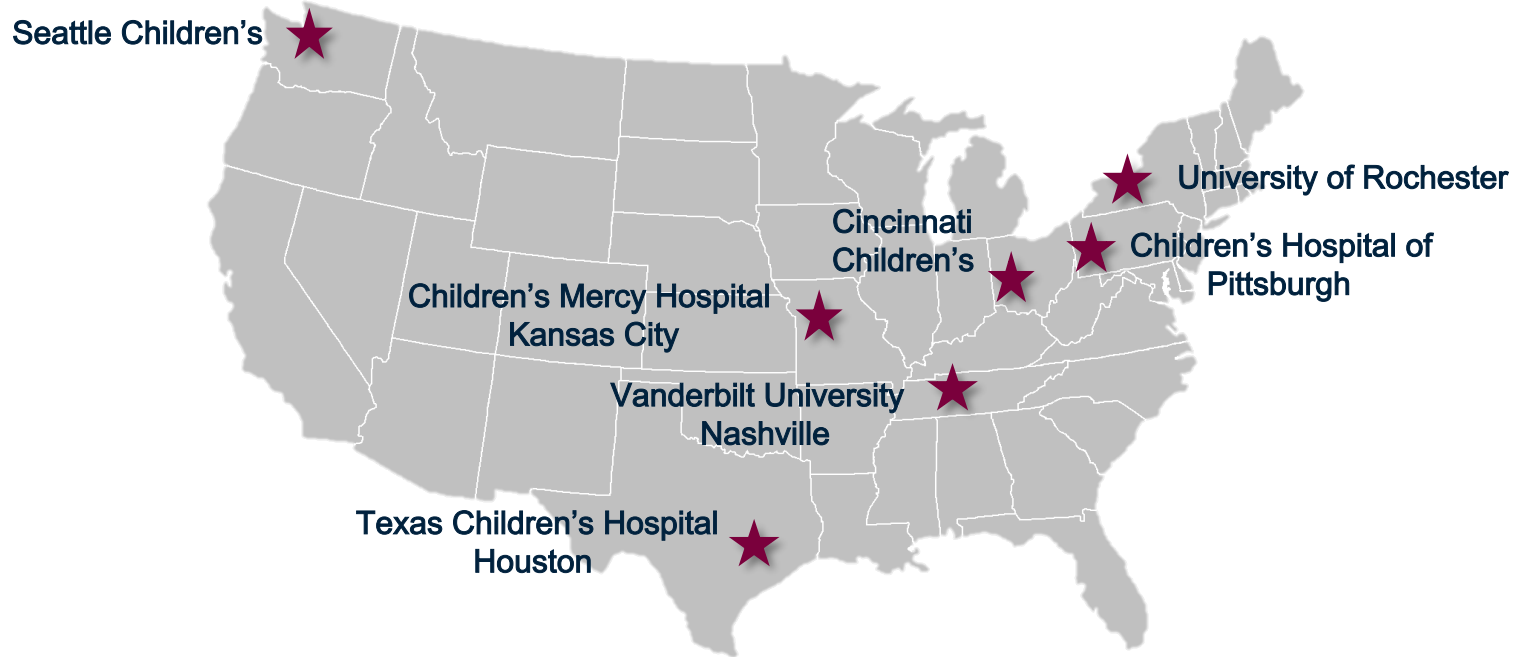 Seattle Children’s
University of Rochester
Cincinnati
Children’s
Children’s Hospital of
Pittsburgh
Children’s Mercy Hospital
Kansas City
Vanderbilt University
Nashville
Texas Children’s Hospital
Houston